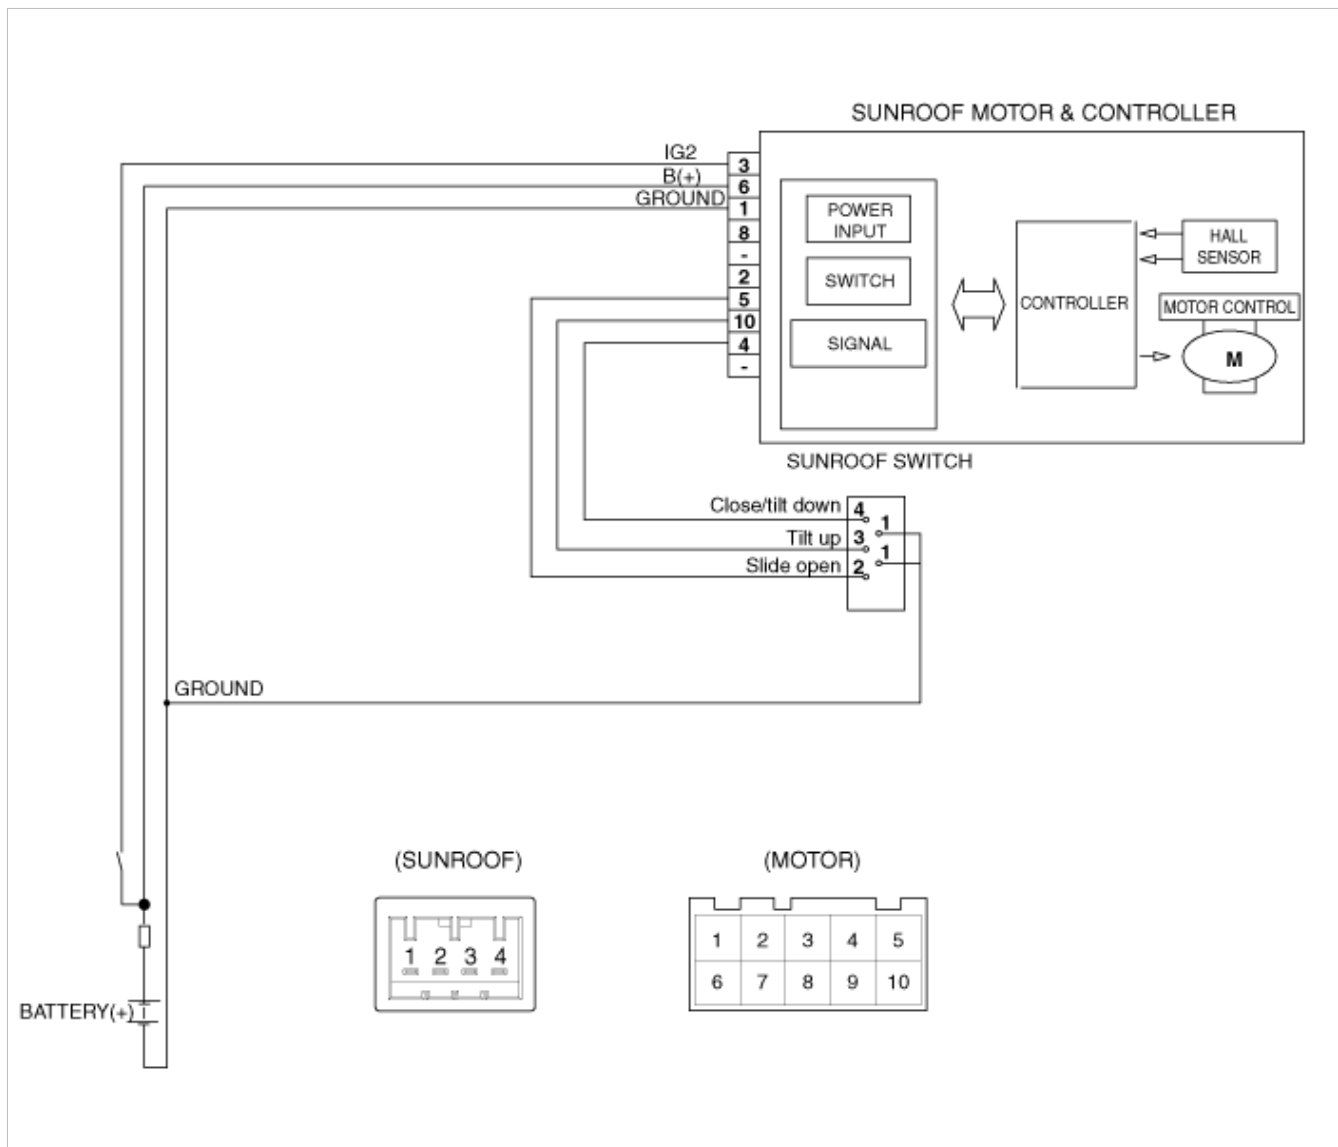 SUNROOF MOTOR & CONTROLLER
IG2
3
B(+)
6
GROUND
1
8
-
2
5
10
4
-
POWER
INPUT
SWITCH
SIGNAL
CONTROLLER
HALL
SENSOR
MOTOR CONTROL
M
SUNROOF SWITCH
Close/tilt down
4
1
Tilt up
3
1
Slide open
2
GROUND
(SUNROOF)
1 2 3 4
(MOTOR)
1 2 3 4 5
6 7 8 9 10
BATTERY(+)